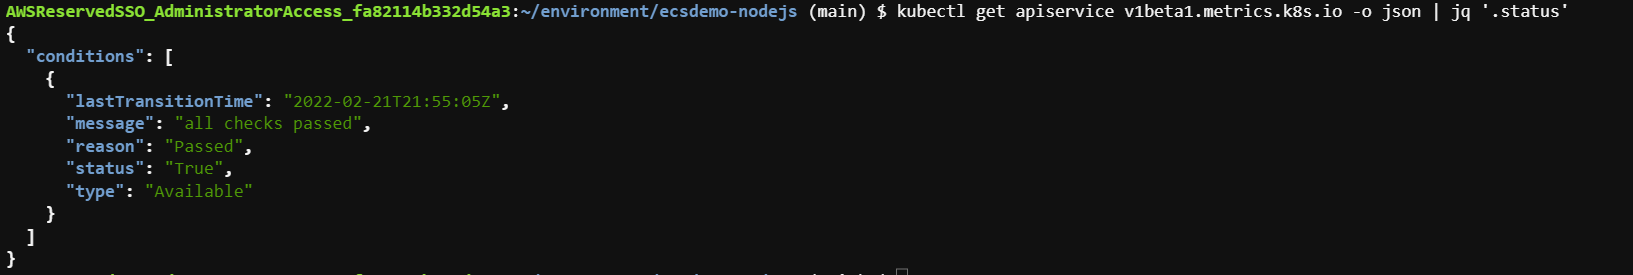 AWSReservedSSO_AdministratorAccess_fa82114b332d54a3:~/environment/ecsdemo-nodejs (main) $ kubectl get apiservice v1beta1.metrics.k8s.io -o json | jq '.status'
{
  "conditions": [
    {
      "lastTransitionTime": "2022-02-21T21:55:05Z",
      "message": "all checks passed",
      "reason": "Passed",
      "status": "True",
      "type": "Available"
    }
  ]
}